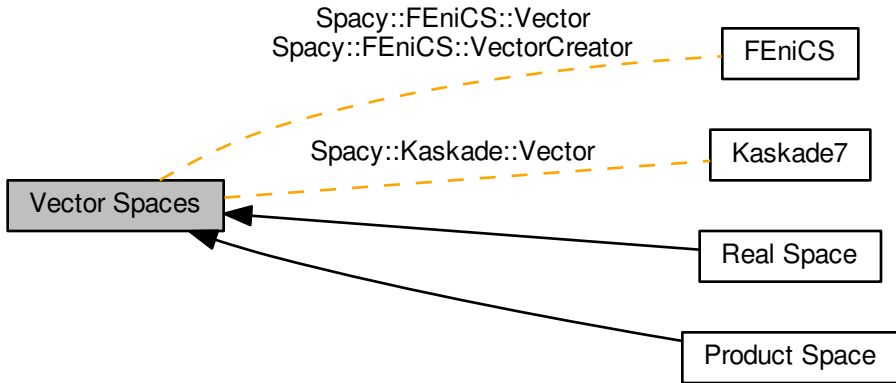 Spacy::FEniCS::Vector
Spacy::FEniCS::VectorCreator
FEniCS
Spacy::Kaskade::Vector
Kaskade7
Vector Spaces
Real Space
Product Space